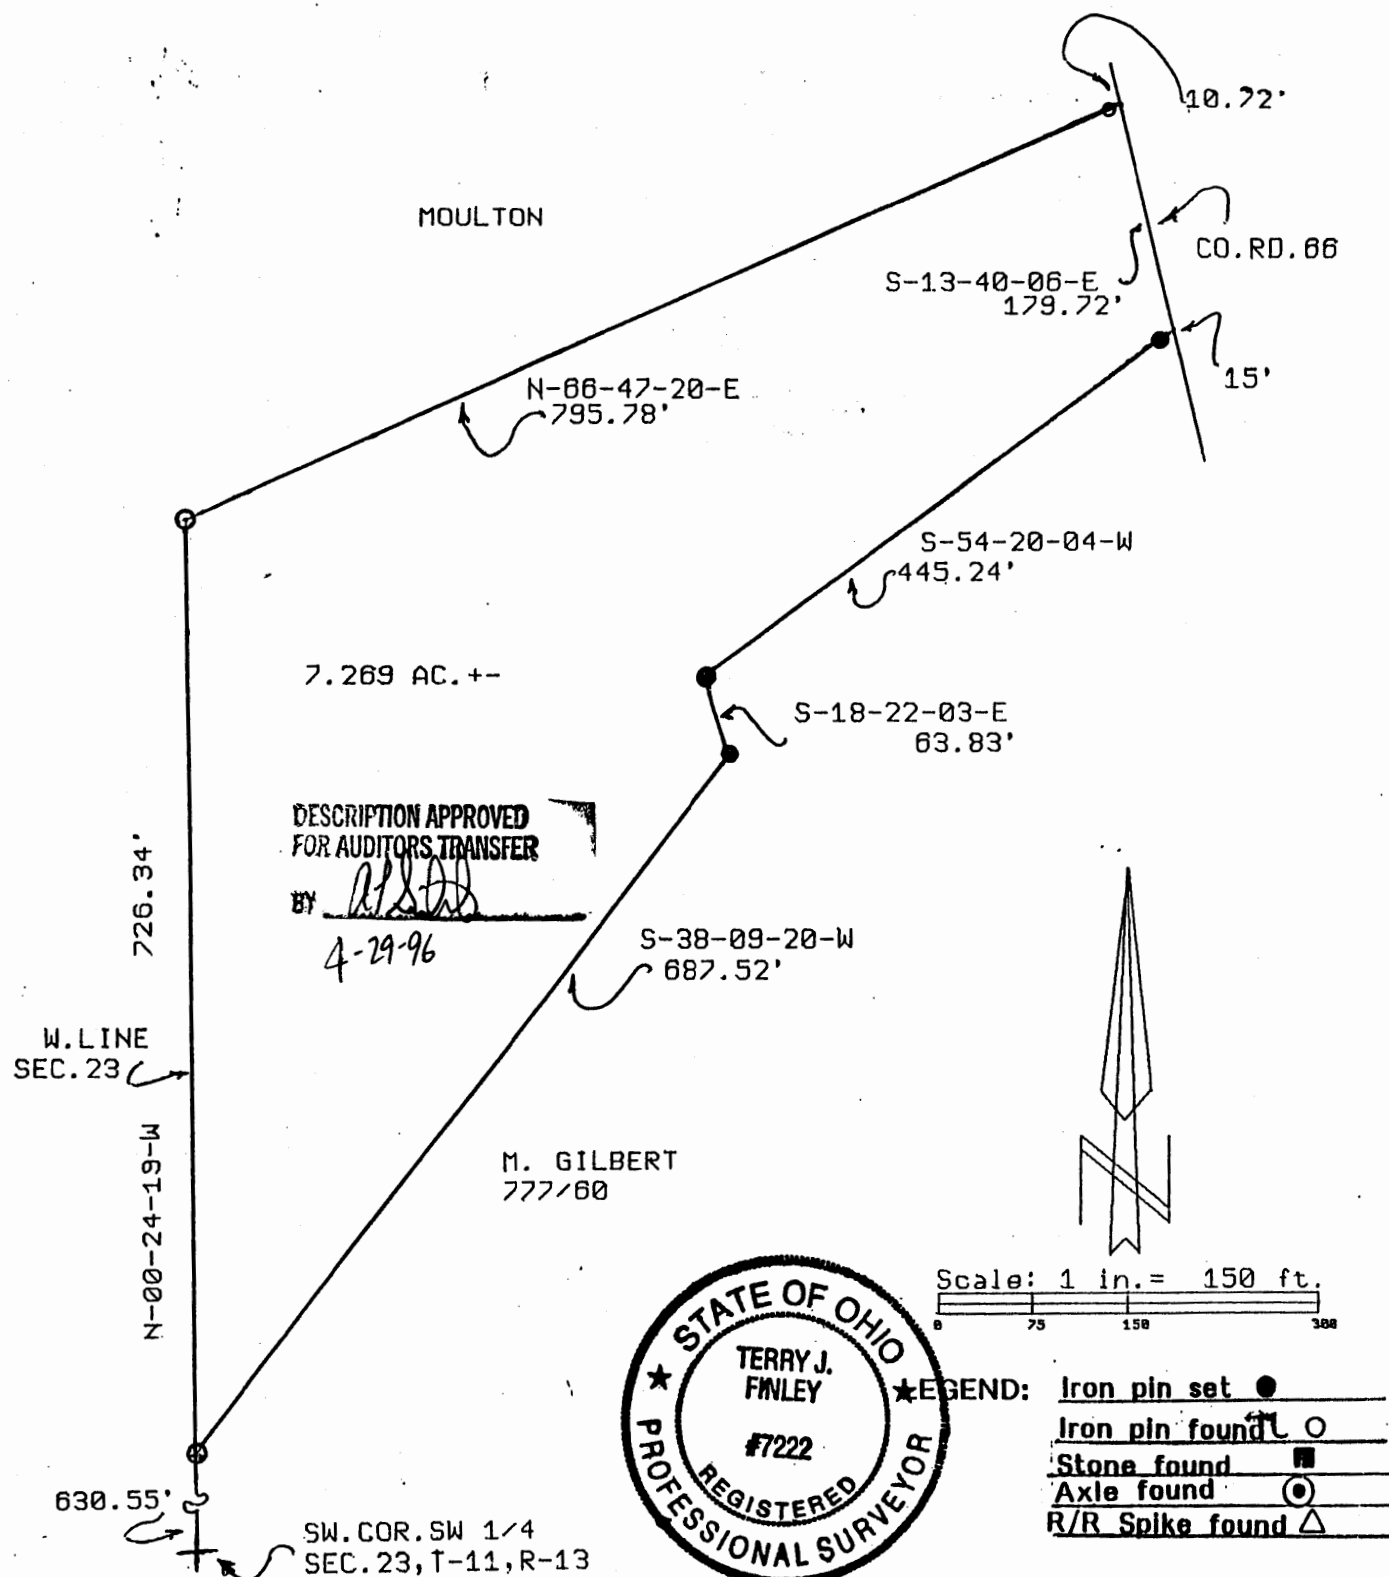 10.72'
MOULTON
CO.RD.66
S-13-40-06-E
179.72'
15'
N-66-47-20-E
795.78'
S-54-20-04-W
445.24'
7.269 AC.+-
S-18-22-03-E
63.83'
DESCRIPTION APPROVED
FOR AUDITORS TRANSFER
BY
4-29-96
726.34'
S-38-09-20-W
687.52'
W.LINE
SEC.23
N-00-24-19-W
M. GILBERT
777/60
N
Scale: 1 in.= 150 ft.
0 75 150 300
STATE OF OHIO
TERRY J.
FINLEY
#7222
REGISTERED
PROFESSIONAL SURVEYOR
LEGEND:
Iron pin set
Iron pin found
Stone found
Axle found
R/R Spike found
630.55'
SW.COR.SW 1/4
SEC.23,T-11,R-13